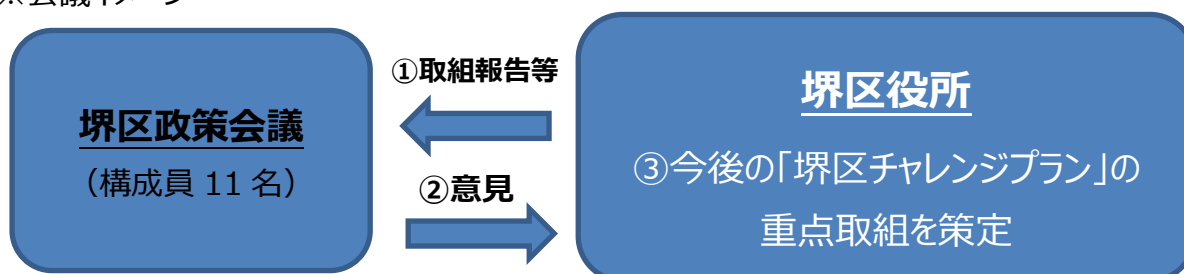 堺区政策会議
（構成員 11 名）
①取組報告等
②意見
堺区役所
③今後の「堺区チャレンジプラン」の
重点取組を策定